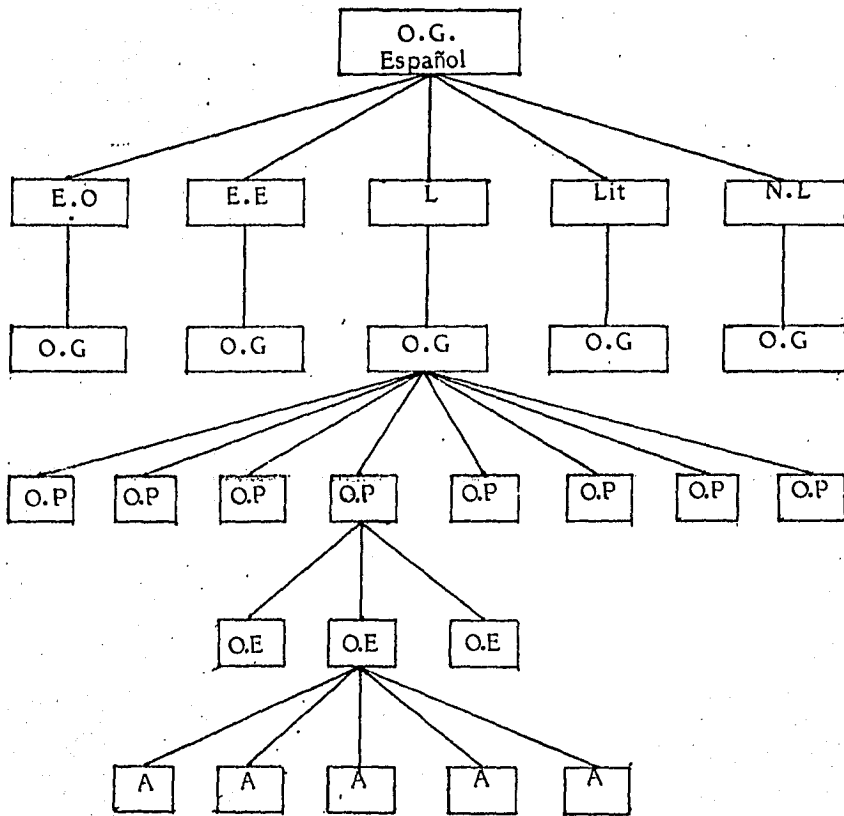 O.G.
Español
E.O E.E L Lit N.L
O.G O.G O.G O.G O.G
O.P O.P O.P O.P O.P O.P O.P O.P
O.E O.E O.E
A A A A A